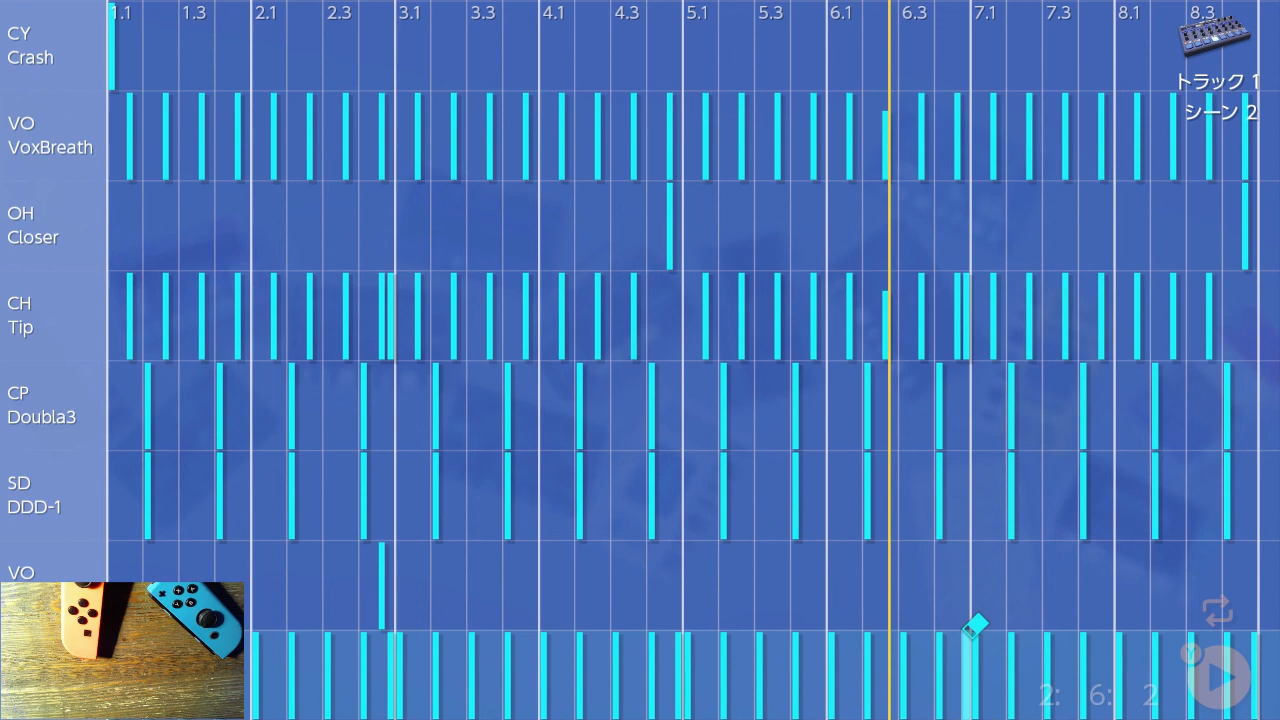 1.1 1.3 2.1 2.3 3.1 3.3 4.1 4.3 5.1 5.3 6.1 6.3 7.1 7.3 8.1 8.3
CY
Crash
トラック 1
シーン 2
VO
VoxBreath
OH
Closer
CH
Tip
CP
Doubla3
SD
DDD-1
VO
Y
2: 6: 2